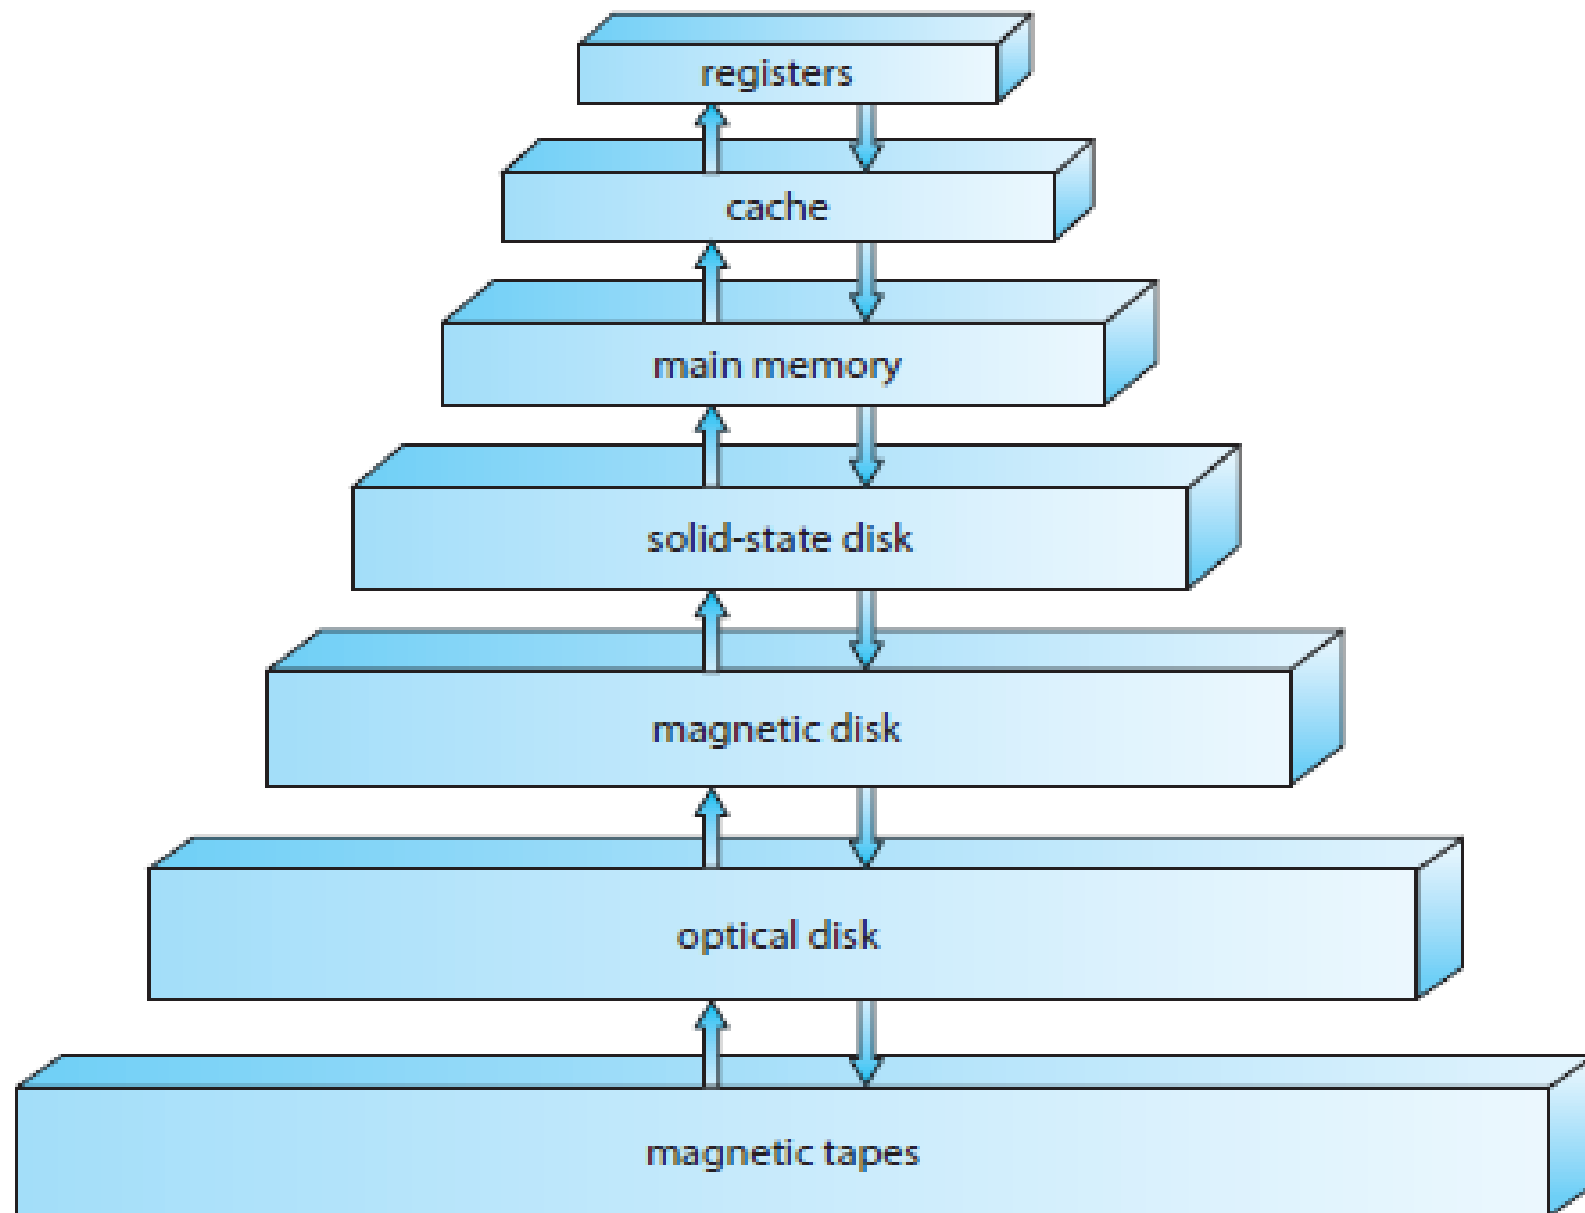 registers
cache
main memory
solid-state disk
magnetic disk
optical disk
magnetic tapes